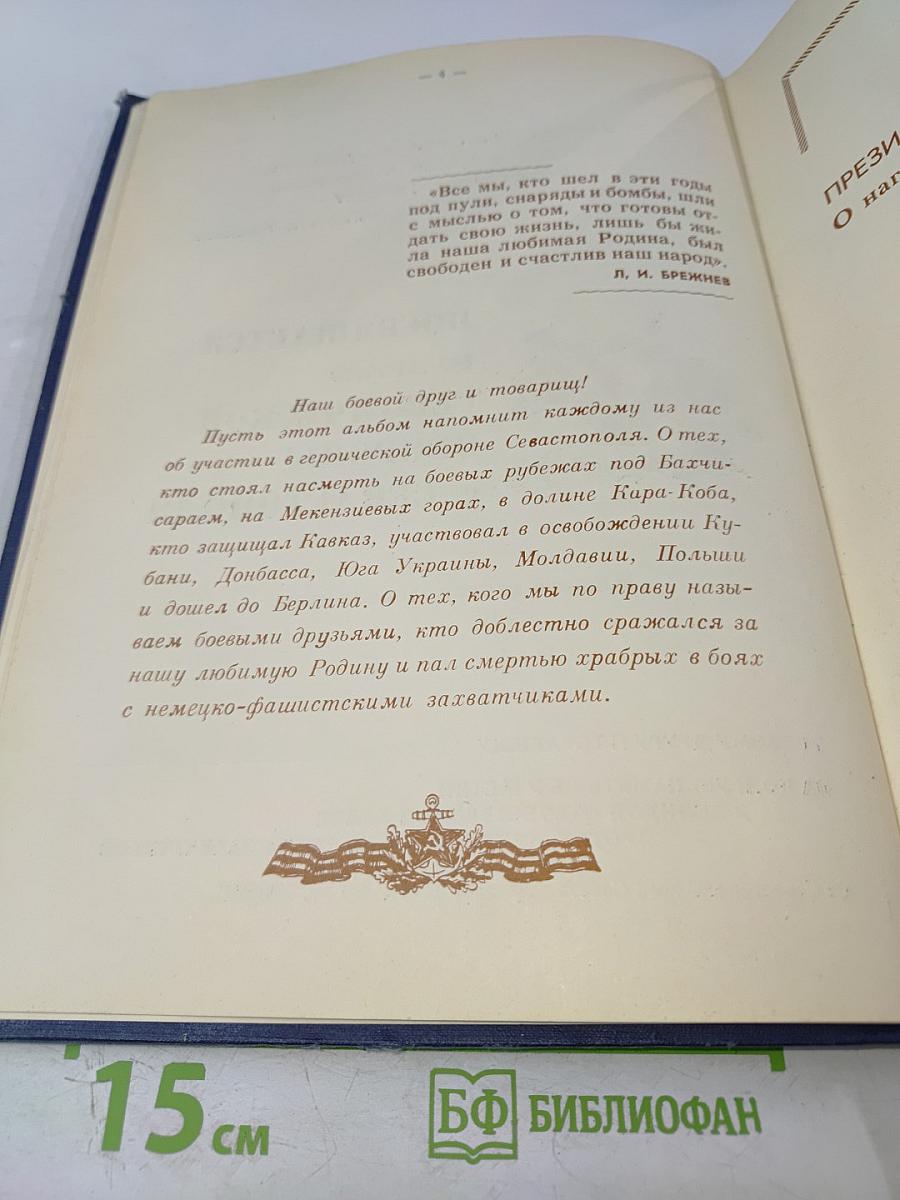 — 4 —
«Все мы, кто шел в эти годы
под пули, снаряды и бомбы, шли
с мыслью о том, что готовы от-
дать свою жизнь, лишь бы жи-
ла наша любимая Родина, был
свободен и счастлив наш народ».
Л. И. БРЕЖНЕВ
Наш боевой друг и товарищ!
Пусть этот альбом напомнит каждому из нас
об участии в героической обороне Севастополя. О тех,
кто стоял насмерть на боевых рубежах под Бахчи-
сараем, на Мекензиевых горах, в долине Кара-Коба,
кто защищал Кавказ, участвовал в освобождении Ку-
бани, Донбасса, Юга Украины, Молдавии, Польши
и дошел до Берлина. О тех, кого мы по праву назы-
ваем боевыми друзьями, кто доблестно сражался за
нашу любимую Родину и пал смертью храбрых в боях
с немецко-фашистскими захватчиками.
ПРЕЗИ
О наг
15 см
БФ БИБЛИОФАН